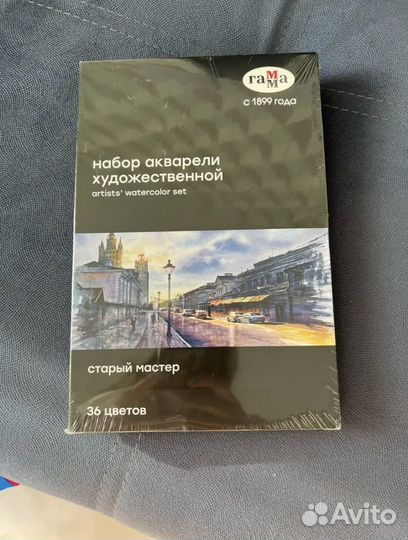 гамма
с 1899 года
набор акварели
художественной
artists' watercolor set
старый мастер
36 цветов
Avito